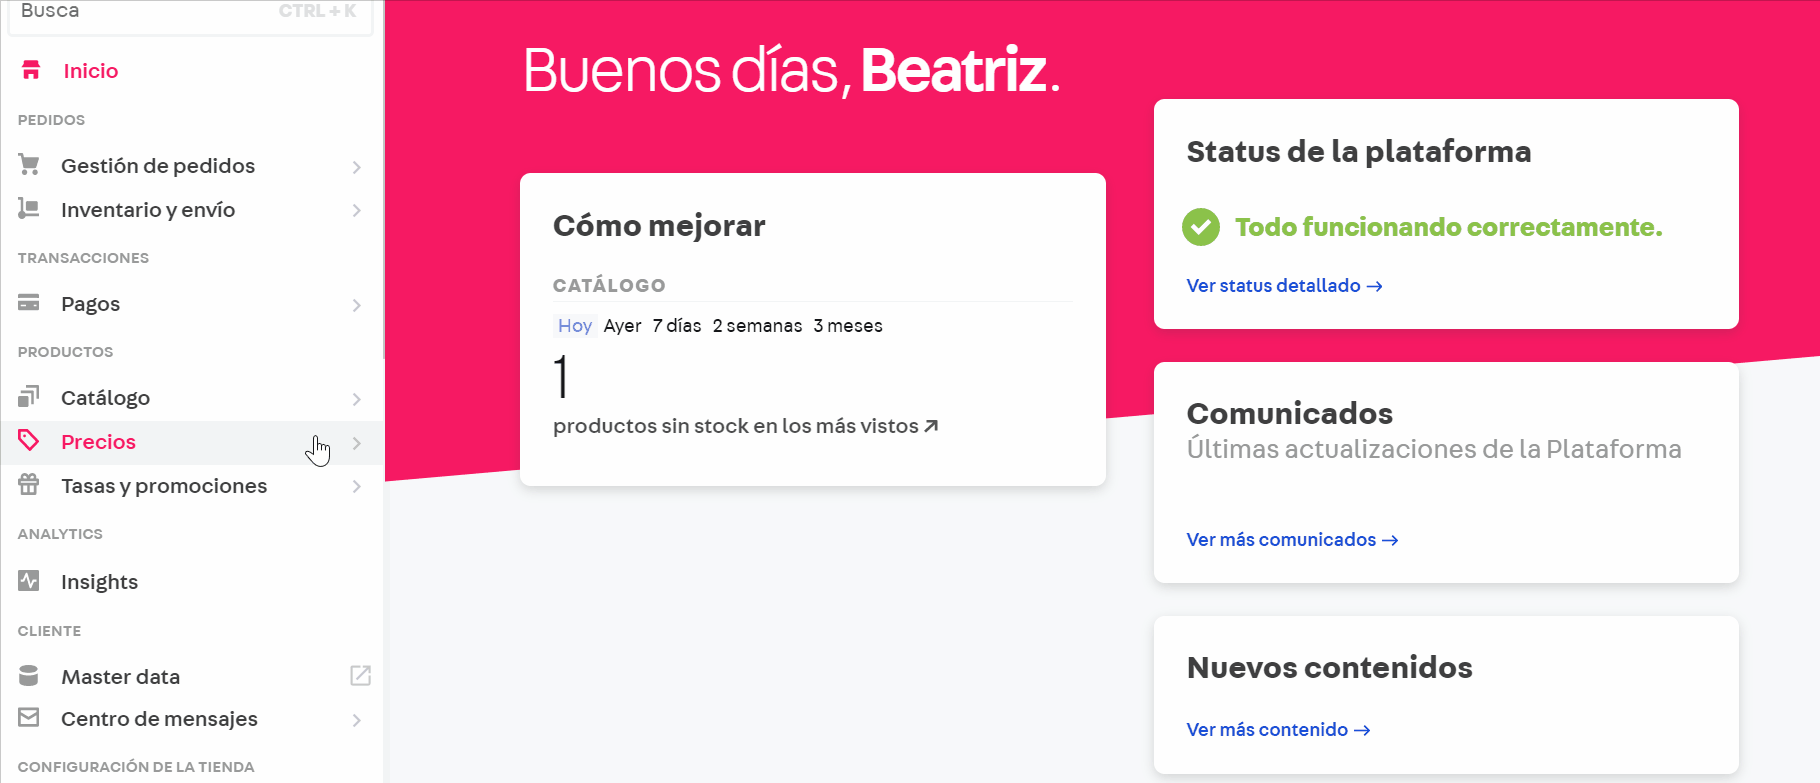 Busca
CTRL + K
Inicio
PEDIDOS
Gestión de pedidos
Inventario y envío
TRANSACCIONES
Pagos
PRODUCTOS
Catálogo
Precios
Tasas y promociones
ANALYTICS
Insights
CLIENTE
Master data
Centro de mensajes
CONFIGURACIÓN DE LA TIENDA
Buenos días, Beatriz.
Cómo mejorar
CATÁLOGO
Hoy Ayer 7 días 2 semanas 3 meses
1
productos sin stock en los más vistos
Status de la plataforma
Todo funcionando correctamente.
Ver status detallado →
Comunicados
Últimas actualizaciones de la Plataforma
Ver más comunicados →
Nuevos contenidos
Ver más contenido →